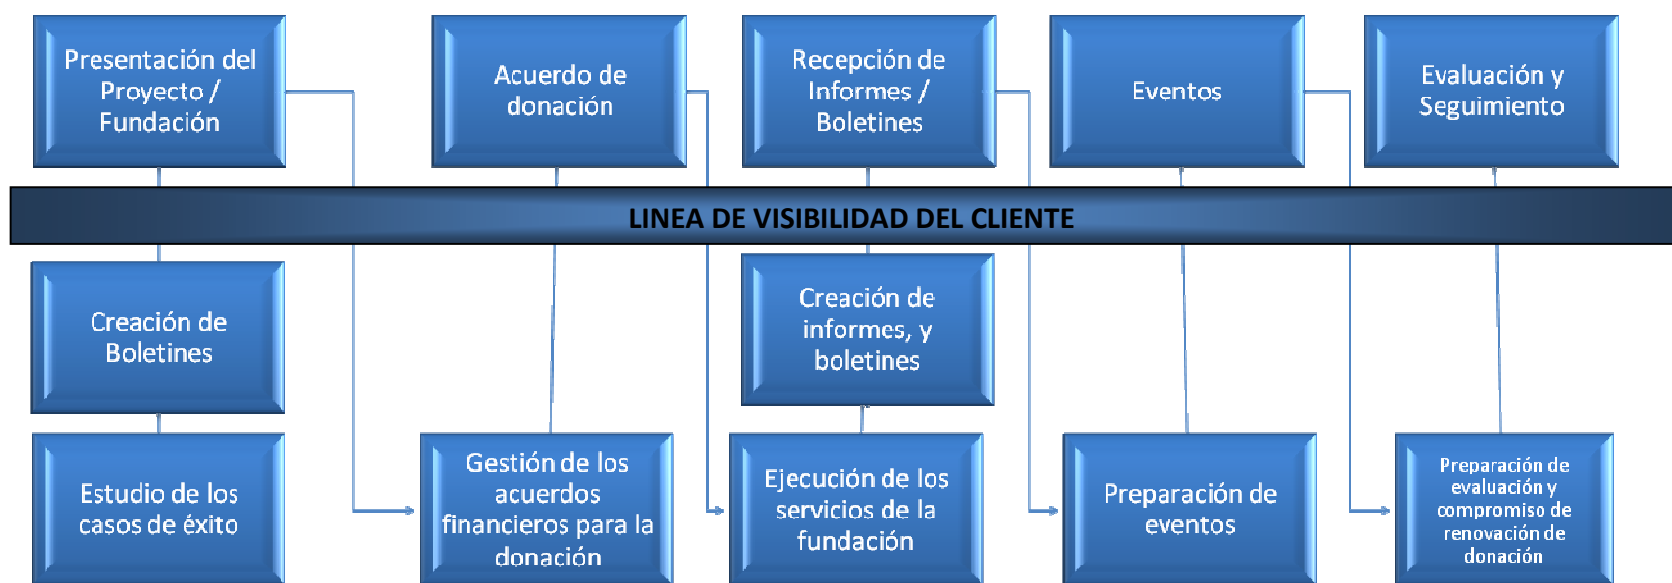 Presentación del
Proyecto /
Fundación
Acuerdo de
donación
Recepción de
Informes /
Boletines
Eventos
Evaluación y
Seguimiento
LINEA DE VISIBILIDAD DEL CLIENTE
Creación de
Boletines
Creación de
informes, y
boletines
Estudio de los
casos de éxito
Gestión de los
acuerdos
financieros para la
donación
Ejecución de los
servicios de la
fundación
Preparación de
eventos
Preparación de
evaluación y
compromiso de
renovación de
donación